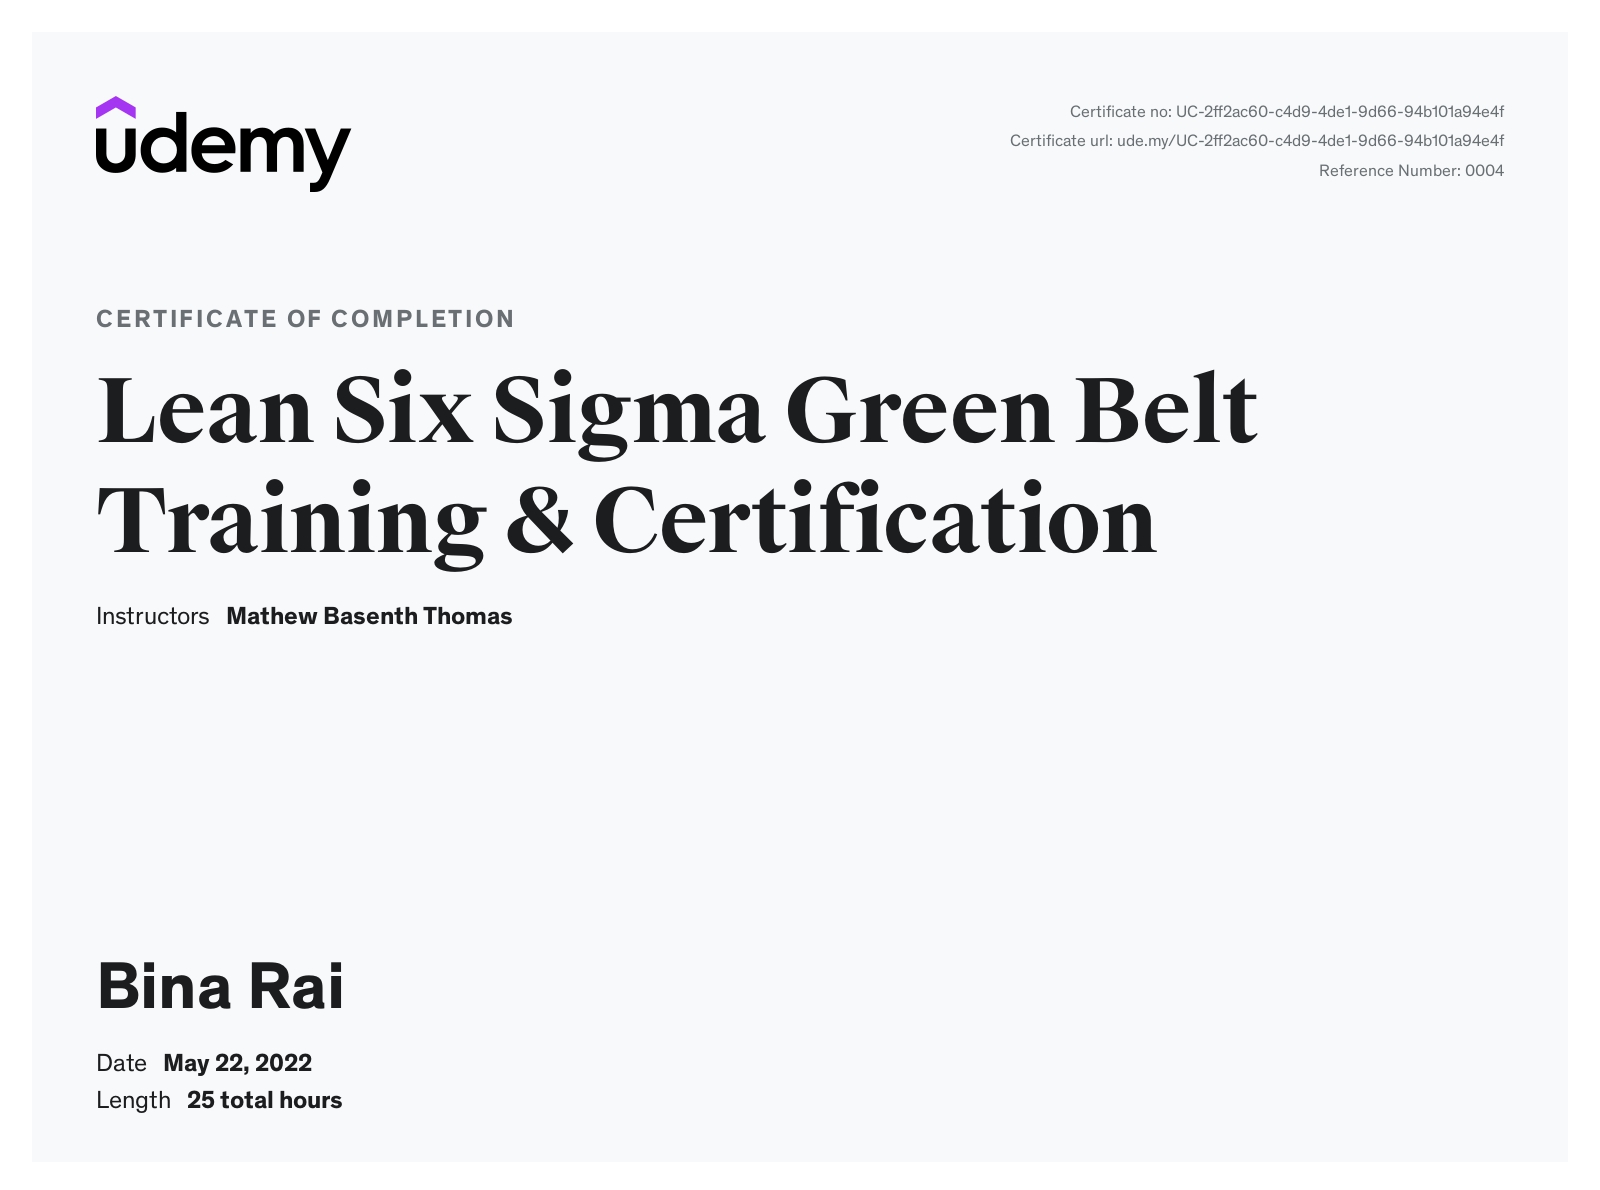 udemy
Certificate no: UC-2ff2ac60-c4d9-4de1-9d66-94b101a94e4f
Certificate url: ude.my/UC-2ff2ac60-c4d9-4de1-9d66-94b101a94e4f
Reference Number: 0004
CERTIFICATE OF COMPLETION
Lean Six Sigma Green Belt
Training & Certification
Instructors Mathew Basenth Thomas
Bina Rai
Date May 22, 2022
Length 25 total hours